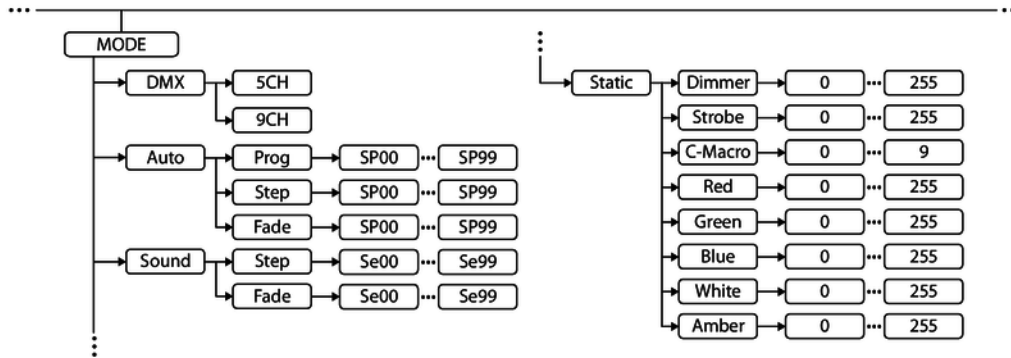 MODE
DMX 5CH
9CH
Auto Prog SP00 ... SP99
Step SP00 ... SP99
Fade SP00 ... SP99
Sound Step Se00 ... Se99
Fade Se00 ... Se99
Static Dimmer 0 ... 255
Strobe 0 ... 255
C-Macro 0 ... 9
Red 0 ... 255
Green 0 ... 255
Blue 0 ... 255
White 0 ... 255
Amber 0 ... 255